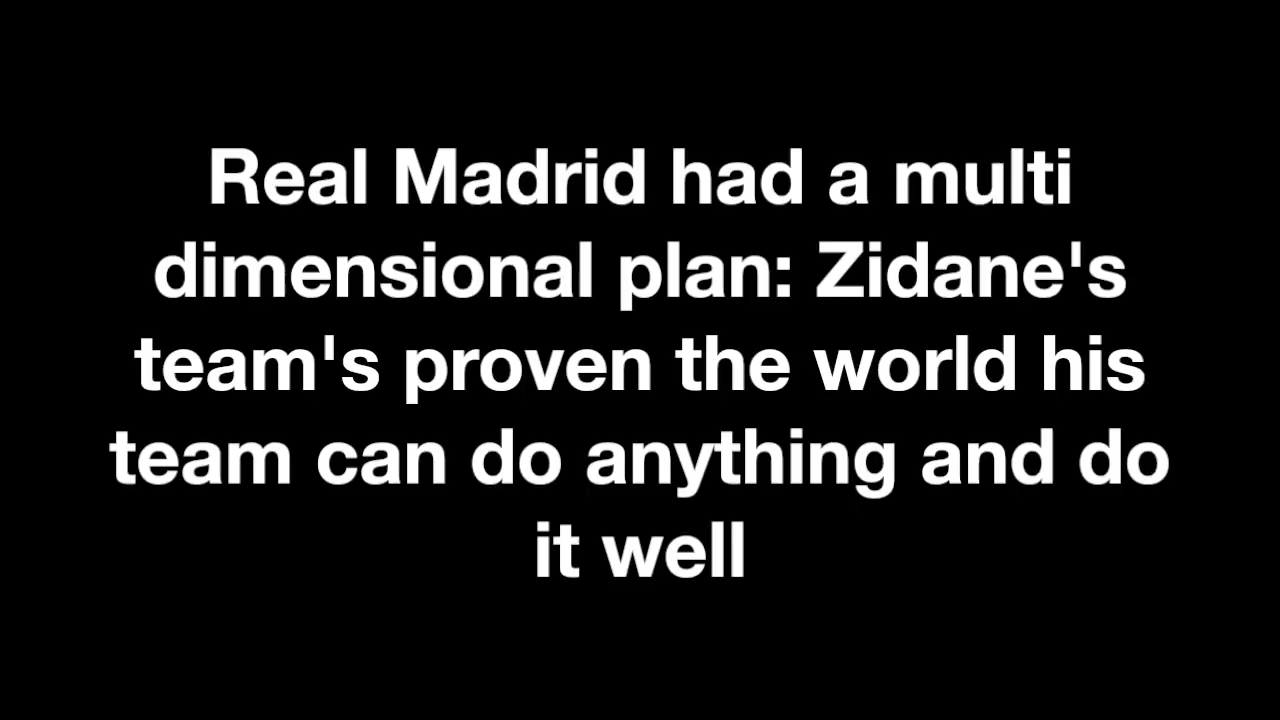 Real Madrid had a multi
dimensional plan: Zidane's
team's proven the world his
team can do anything and do
it well